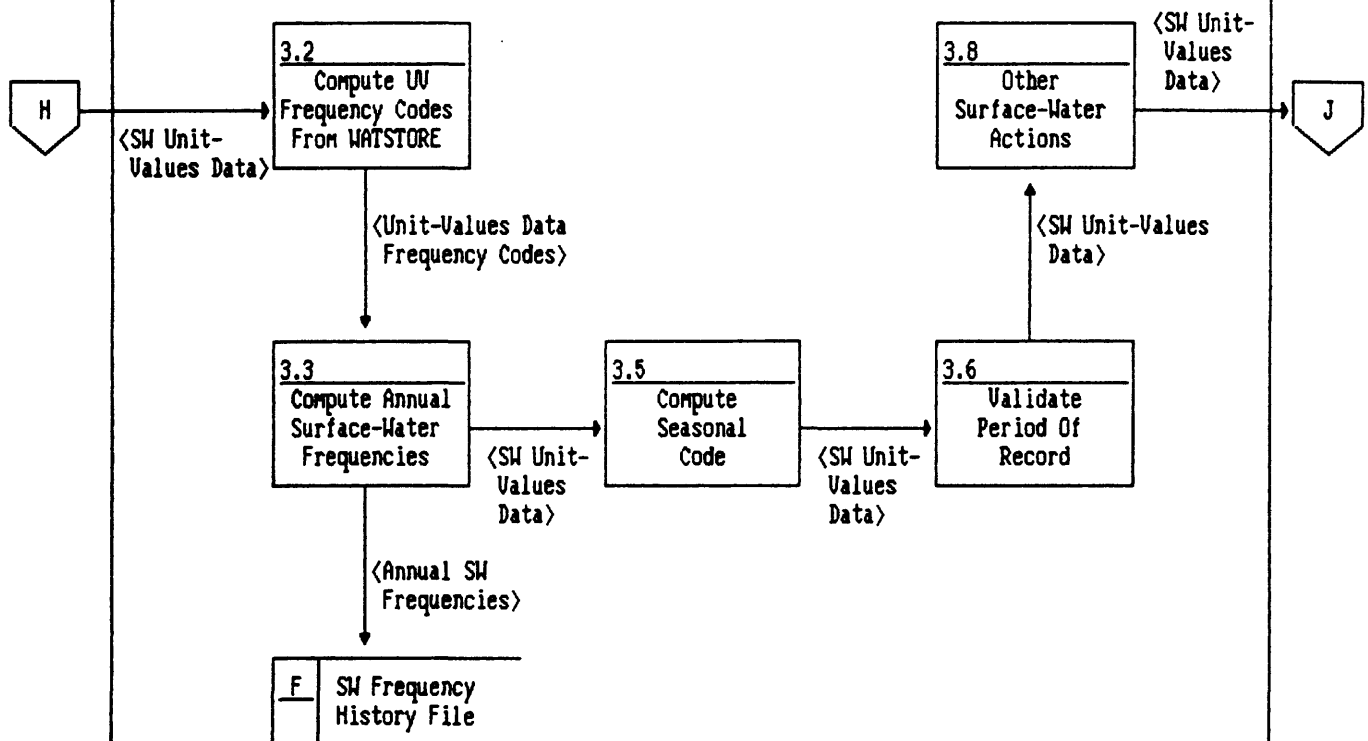 H
<SW Unit-
Values Data>
3.2
Compute UV
Frequency Codes
From WATSTORE
<Unit-Values Data
Frequency Codes>
3.3
Compute Annual
Surface-Water
Frequencies
<SW Unit-
Values
Data>
<Annual SW
Frequencies>
F
SW Frequency
History File
3.5
Compute
Seasonal
Code
<SW Unit-
Values
Data>
3.6
Validate
Period Of
Record
<SW Unit-Values
Data>
3.8
Other
Surface-Water
Actions
<SW Unit-
Values
Data>
J